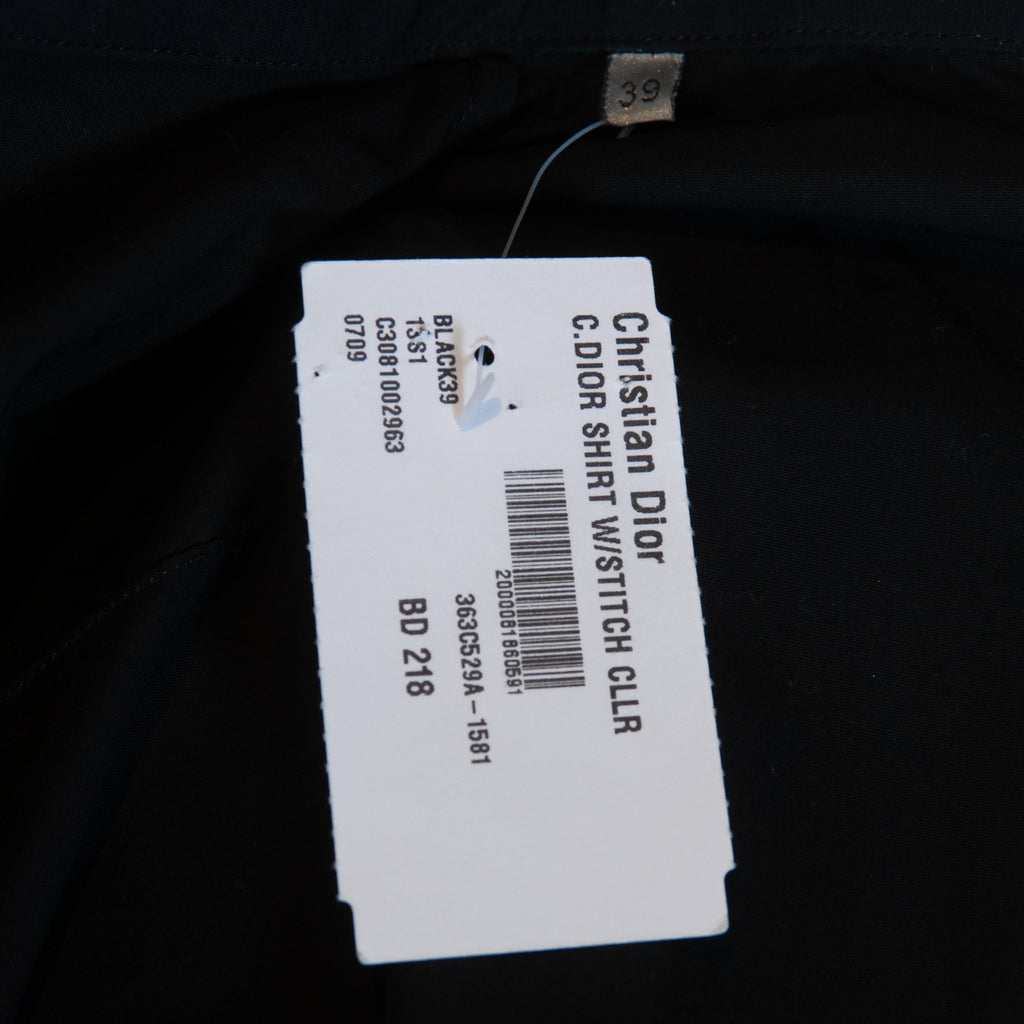 39
Christian Dior
C.DIOR SHIRT W/STITCH CLLR
2000081860591
363C529A-1581
BD 218
BLACK39
13S1
C3081002963
0709